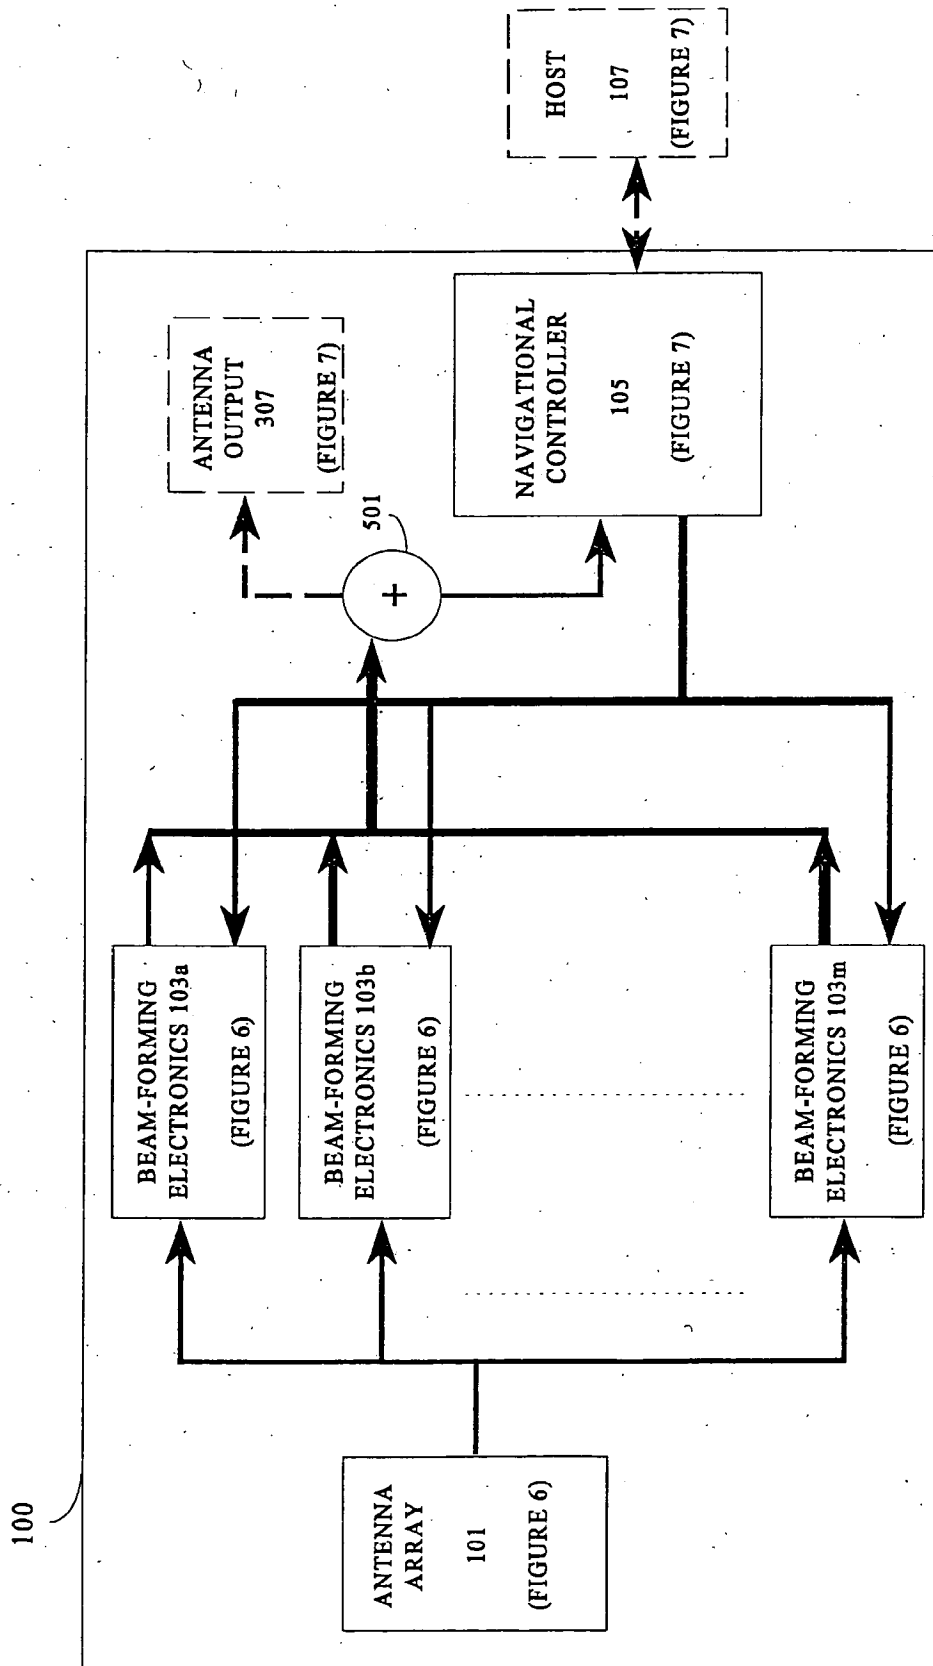 100
ANTENNA
ARRAY
101
(FIGURE 6)
BEAM-FORMING
ELECTRONICS 103a
(FIGURE 6)
BEAM-FORMING
ELECTRONICS 103b
(FIGURE 6)
BEAM-FORMING
ELECTRONICS 103m
(FIGURE 6)
501
+
ANTENNA
OUTPUT
307
(FIGURE 7)
NAVIGATIONAL
CONTROLLER
105
(FIGURE 7)
HOST
107
(FIGURE 7)